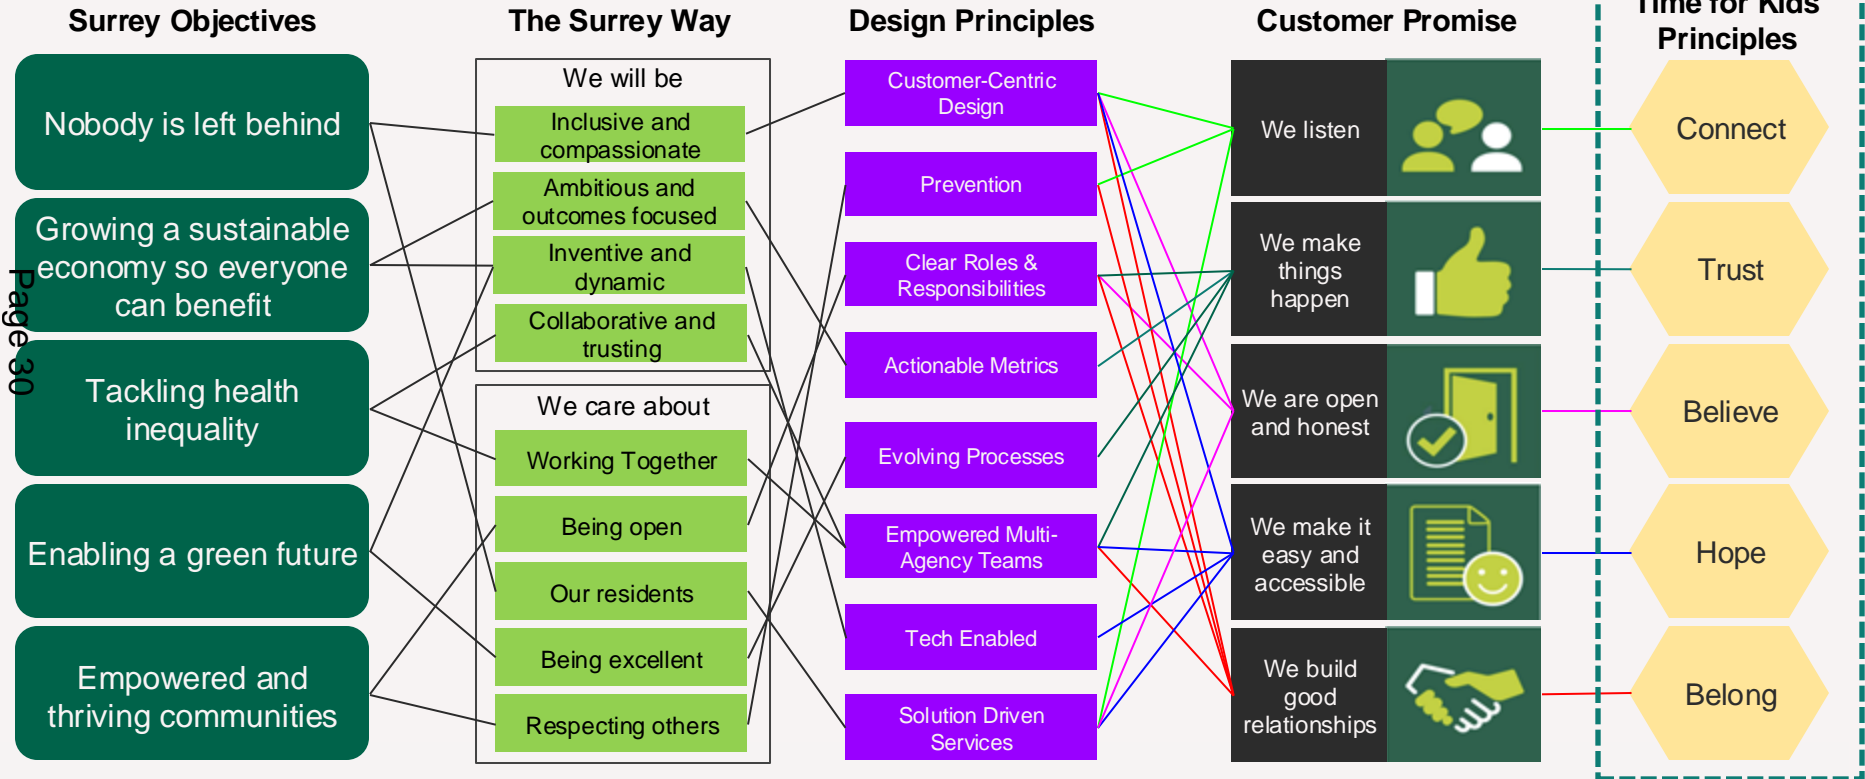 Surrey Objectives
Nobody is left behind
Growing a sustainable
economy so everyone
can benefit
Tackling health
inequality
Enabling a green future
Empowered and
thriving communities
Page 30
The Surrey Way
We will be
Inclusive and
compassionate
Ambitious and
outcomes focused
Inventive and
dynamic
Collaborative and
trusting
We care about
Working Together
Being open
Our residents
Being excellent
Respecting others
Design Principles
Customer-Centric
Design
Prevention
Clear Roles &
Responsibilities
Actionable Metrics
Evolving Processes
Empowered Multi-
Agency Teams
Tech Enabled
Solution Driven
Services
Customer Promise
We listen
We make
things
happen
We are open
and honest
We make it
easy and
accessible
We build
good
relationships
Time for Kids
Principles
Connect
Trust
Believe
Hope
Belong